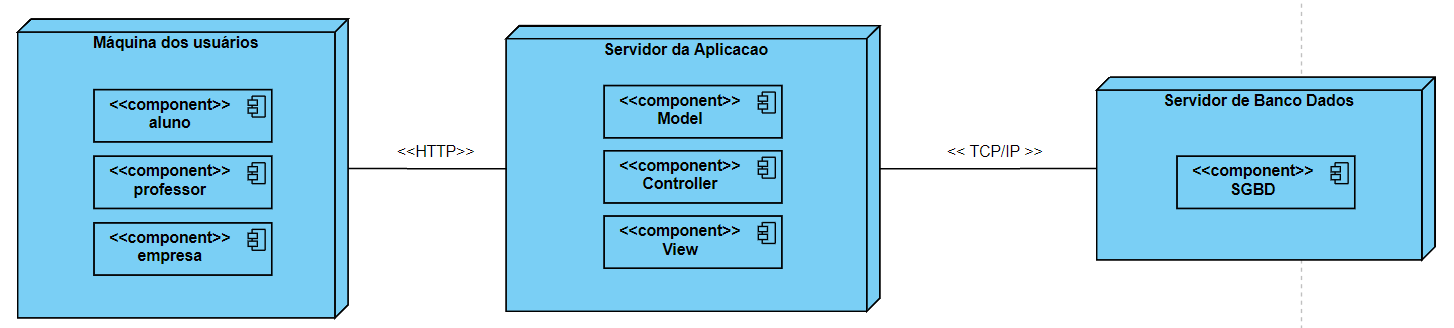 Máquina dos usuários
<<component>>
aluno
<<component>>
professor
<<component>>
empresa
<<HTTP>>
Servidor da Aplicacao
<<component>>
Model
<<component>>
Controller
<<component>>
View
<< TCP/IP >>
Servidor de Banco Dados
<<component>>
SGBD